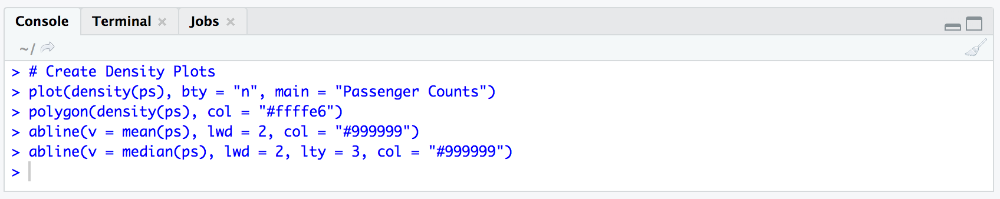 Console Terminal Jobs
~/
> # Create Density Plots
> plot(density(ps), bty = "n", main = "Passenger Counts")
> polygon(density(ps), col = "#ffffe6")
> abline(v = mean(ps), lwd = 2, col = "#999999")
> abline(v = median(ps), lwd = 2, lty = 3, col = "#999999")
>